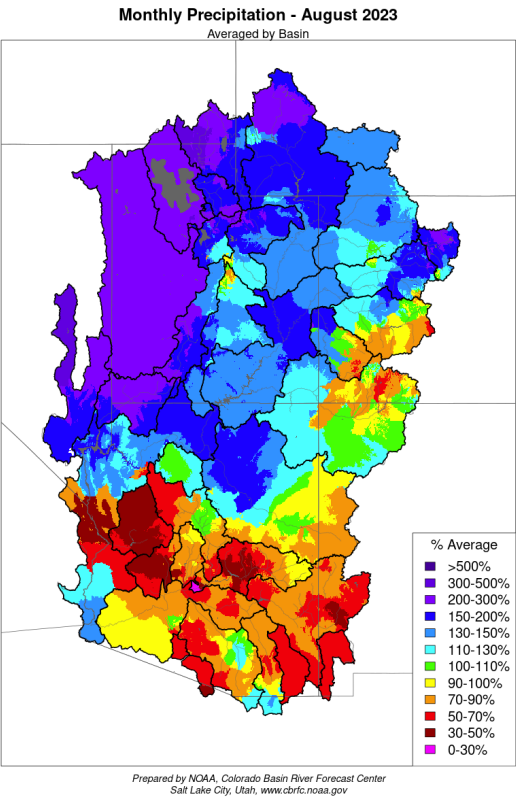 Monthly Precipitation - August 2023
Averaged by Basin
% Average
>500%
300-500%
200-300%
150-200%
130-150%
110-130%
100-110%
90-100%
70-90%
50-70%
30-50%
0-30%
Prepared by NOAA, Colorado Basin River Forecast Center
Salt Lake City, Utah, www.cbrfc.noaa.gov